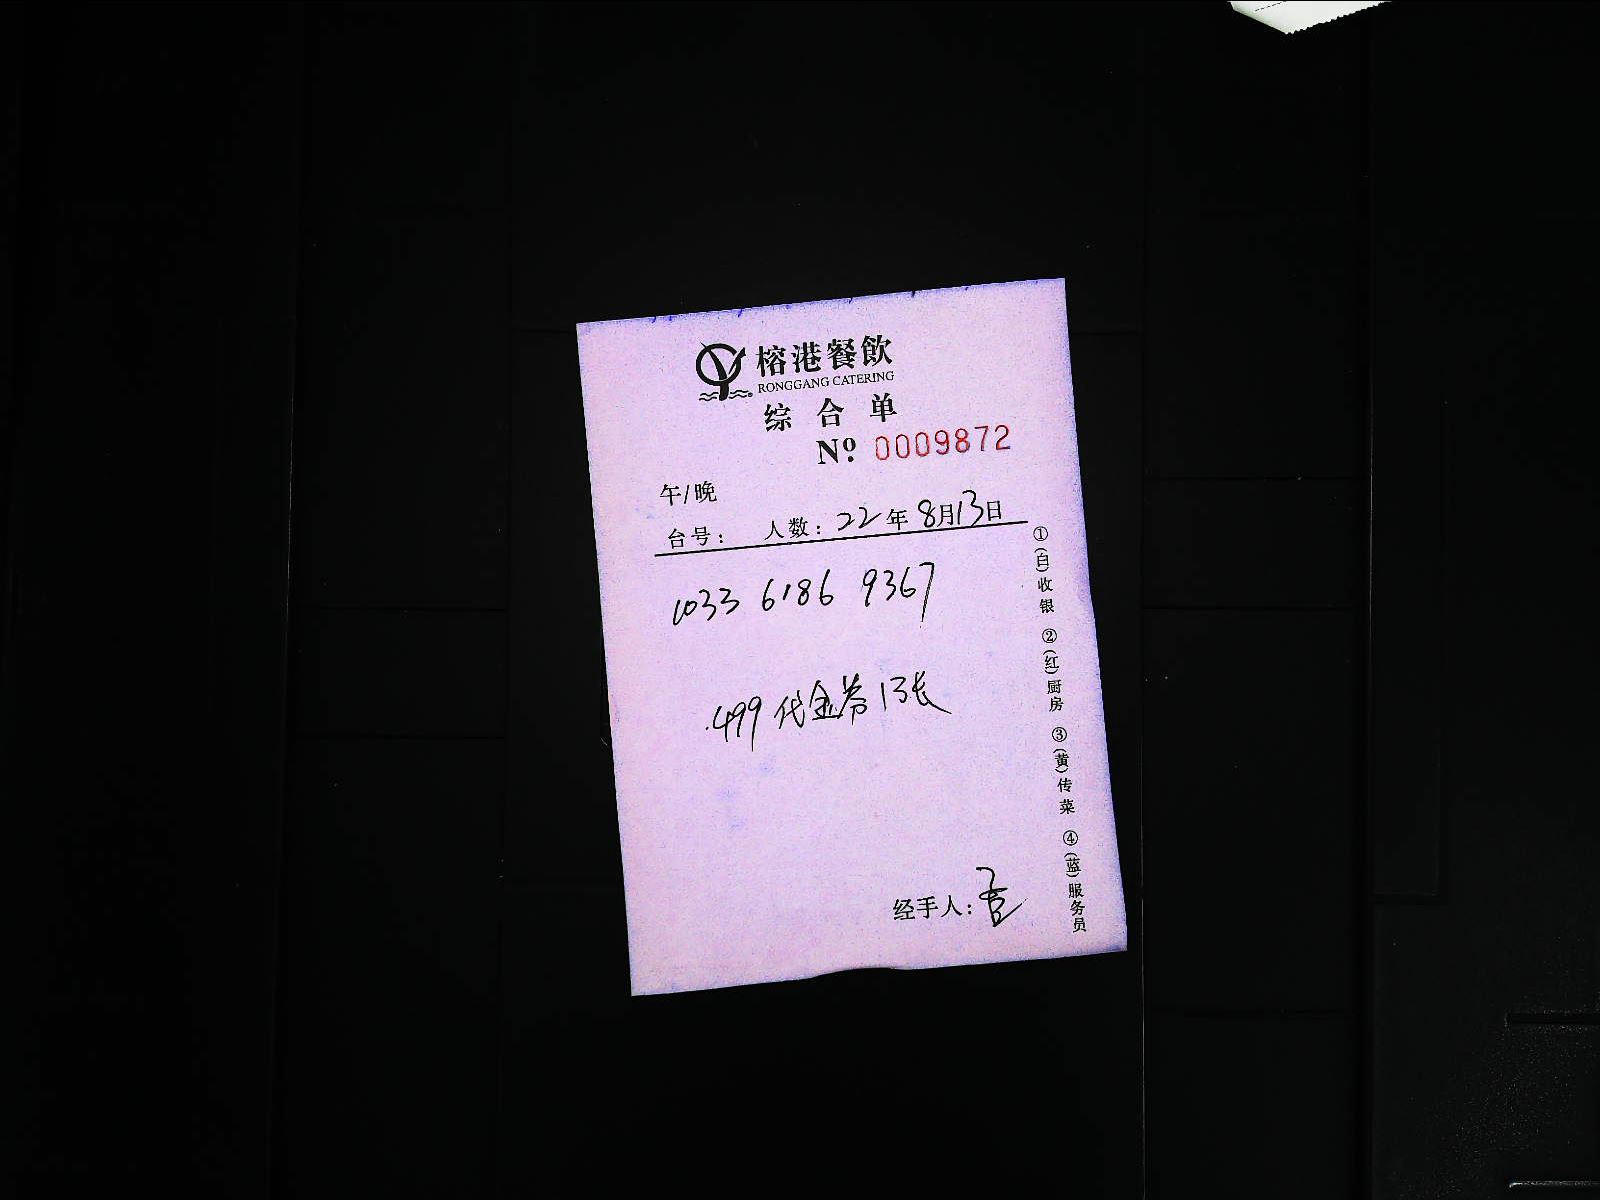 榕港餐飲
RONGGANG CATERING
综合单
Nº. 0009872
午/晚
台号: 人数: 22年8月13日
1033 6186 9367
499代金券13张
经手人:
①(白)收银 ②(红)厨房 ③(黄)传菜 ④(蓝)服务员